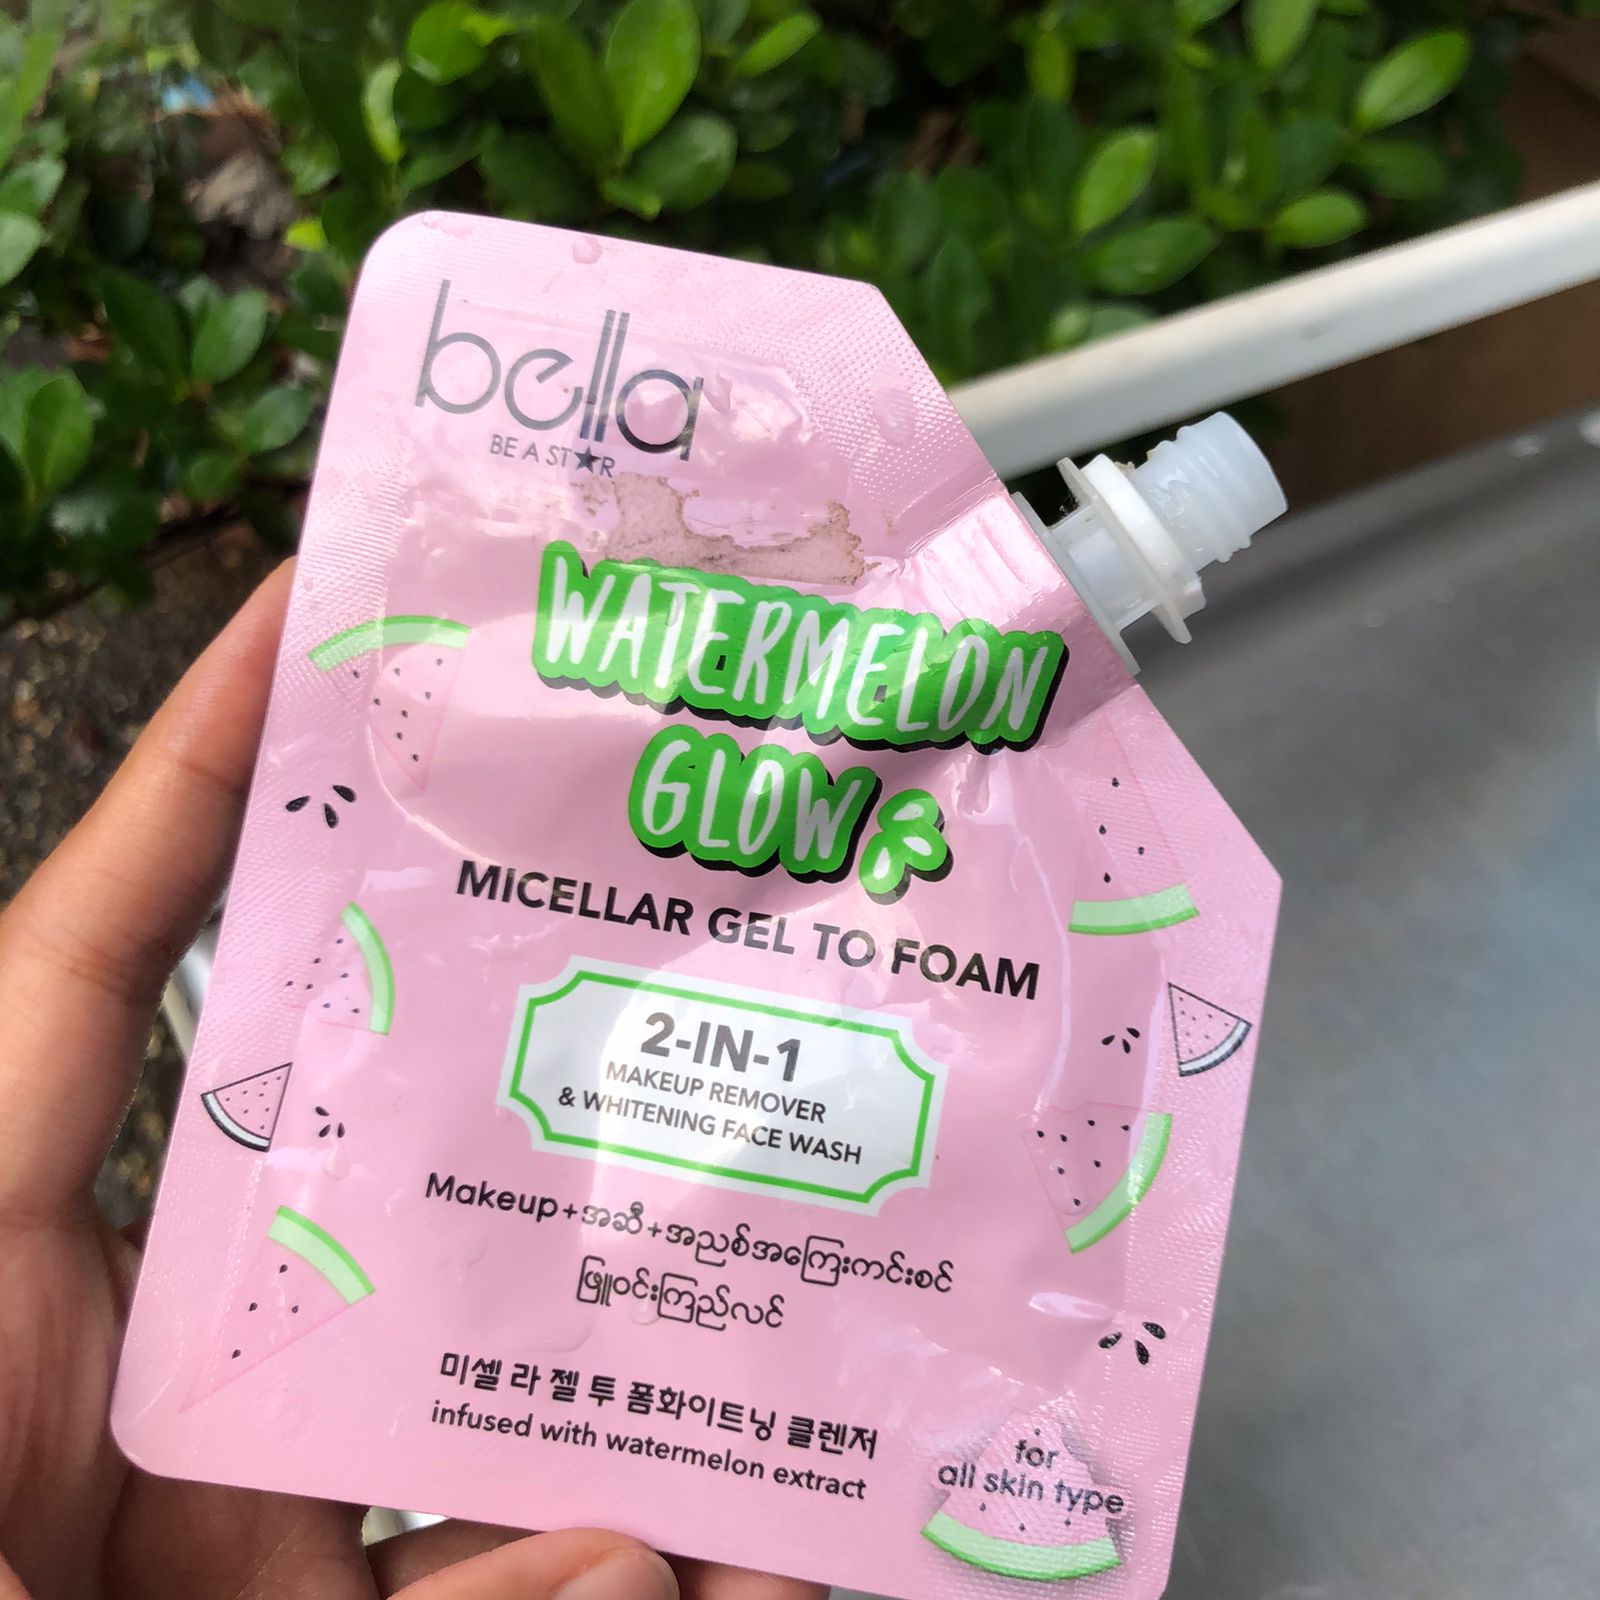 bella
BE A ST★R
WATERMELON
GLOW
MICELLAR GEL TO FOAM
2-IN-1
MAKEUP REMOVER
& WHITENING FACE WASH
Makeup+အဆီ+အညစ်အကြေးကင်းစင်
ဖြူဝင်းကြည်လင်
미셀 라 젤 투 폼화이트닝 클렌저
infused with watermelon extract
for
all skin type